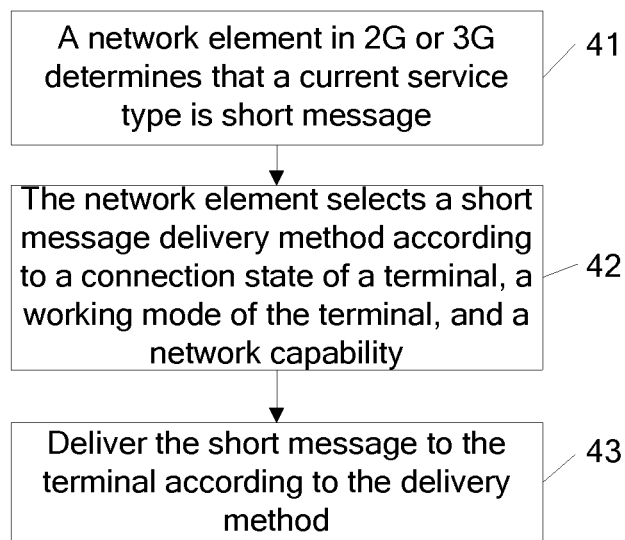 A network element in 2G or 3G
determines that a current service
type is short message
41
The network element selects a short
message delivery method according
to a connection state of a terminal, a
working mode of the terminal, and a
network capability
42
Deliver the short message to the
terminal according to the delivery
method
43